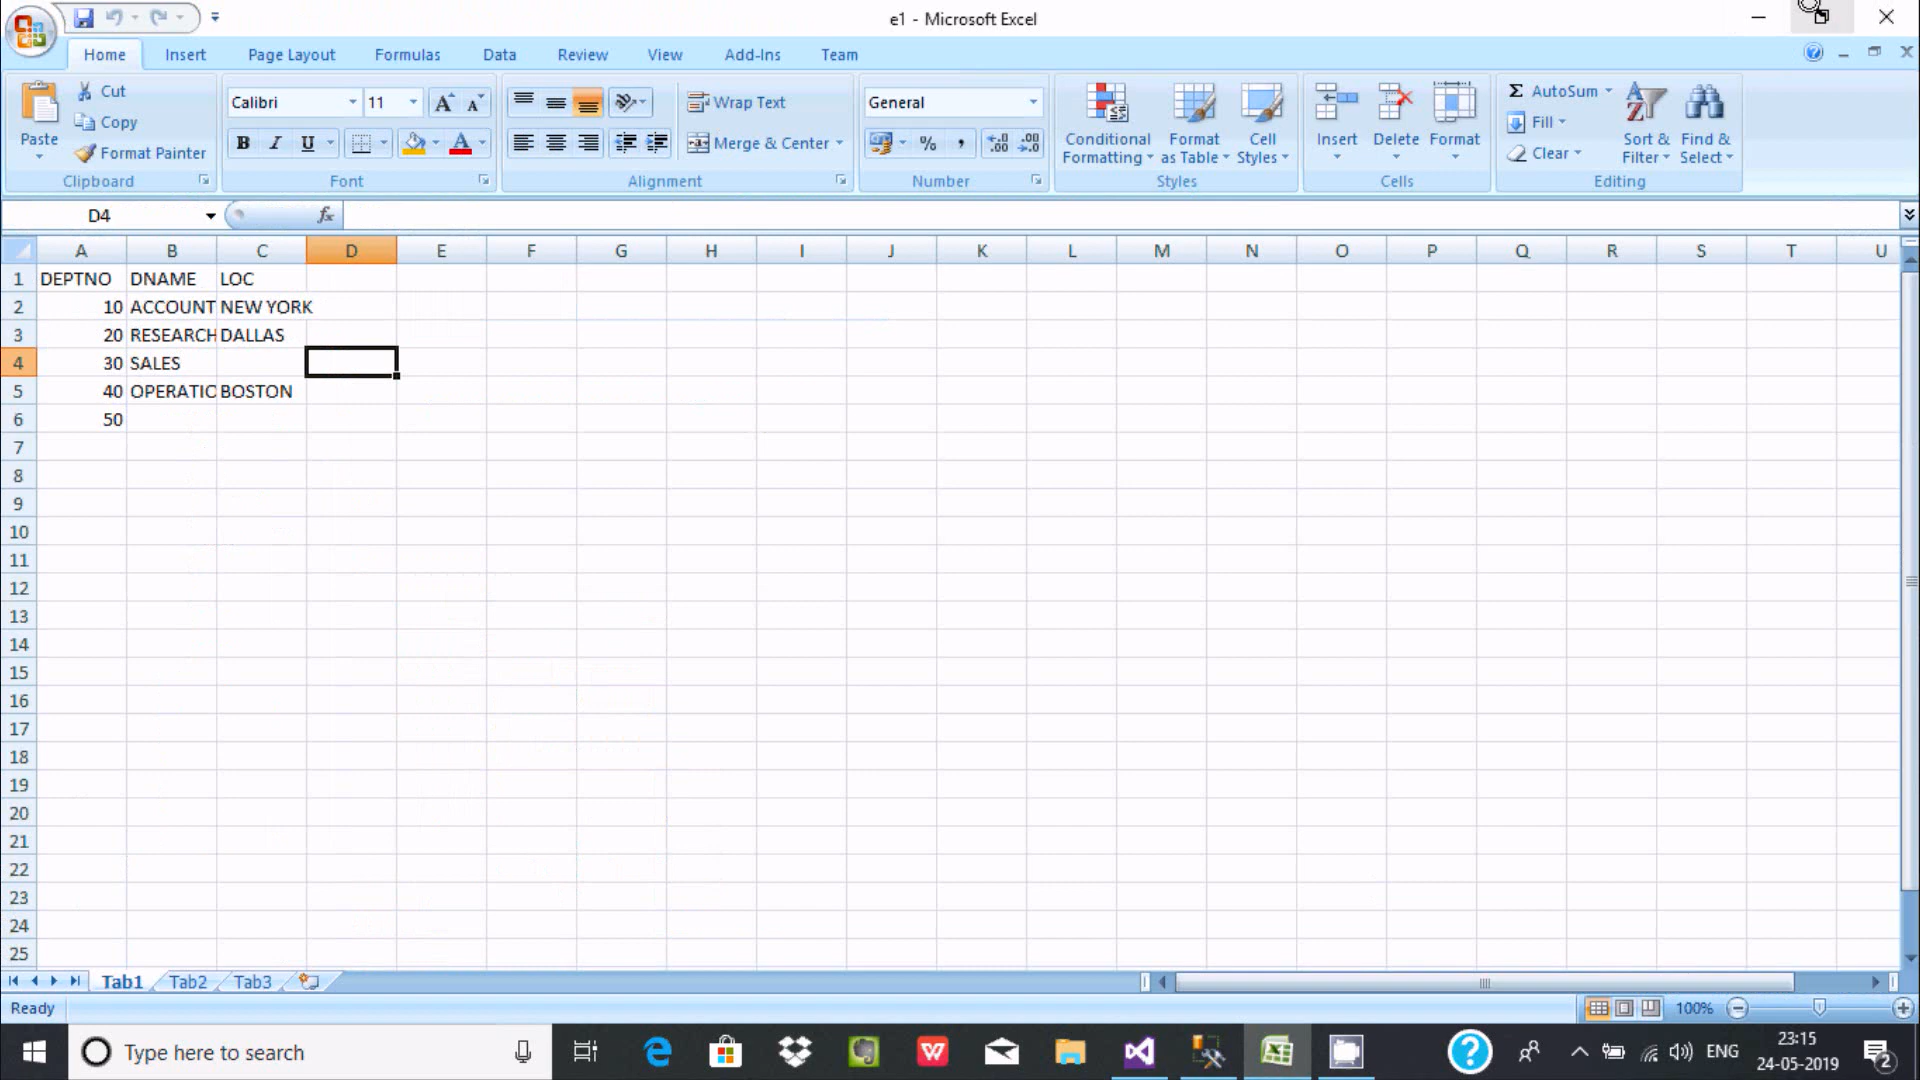 e1 - Microsoft Excel
Home Insert Page Layout Formulas Data Review View Add-Ins Team
Paste
Cut
Copy
Format Painter
Clipboard
Calibri 11
B I U A
Font
Wrap Text
Merge & Center
Alignment
General
% ,
Number
Conditional Formatting
Format as Table
Cell Styles
Styles
Insert Delete Format
Cells
Σ AutoSum
Fill
Clear
Sort & Filter
Find & Select
Editing
D4 fx
A B C D E F G H I J K L M N O P Q R S T U
1 DEPTNO DNAME LOC
2 10 ACCOUNT NEW YORK
3 20 RESEARCH DALLAS
4 30 SALES
5 40 OPERATIO BOSTON
6 50
7
8
9
10
11
12
13
14
15
16
17
18
19
20
21
22
23
24
25
Tab1 Tab2 Tab3
Ready 100%
Type here to search
ENG
23:15
24-05-2019
2